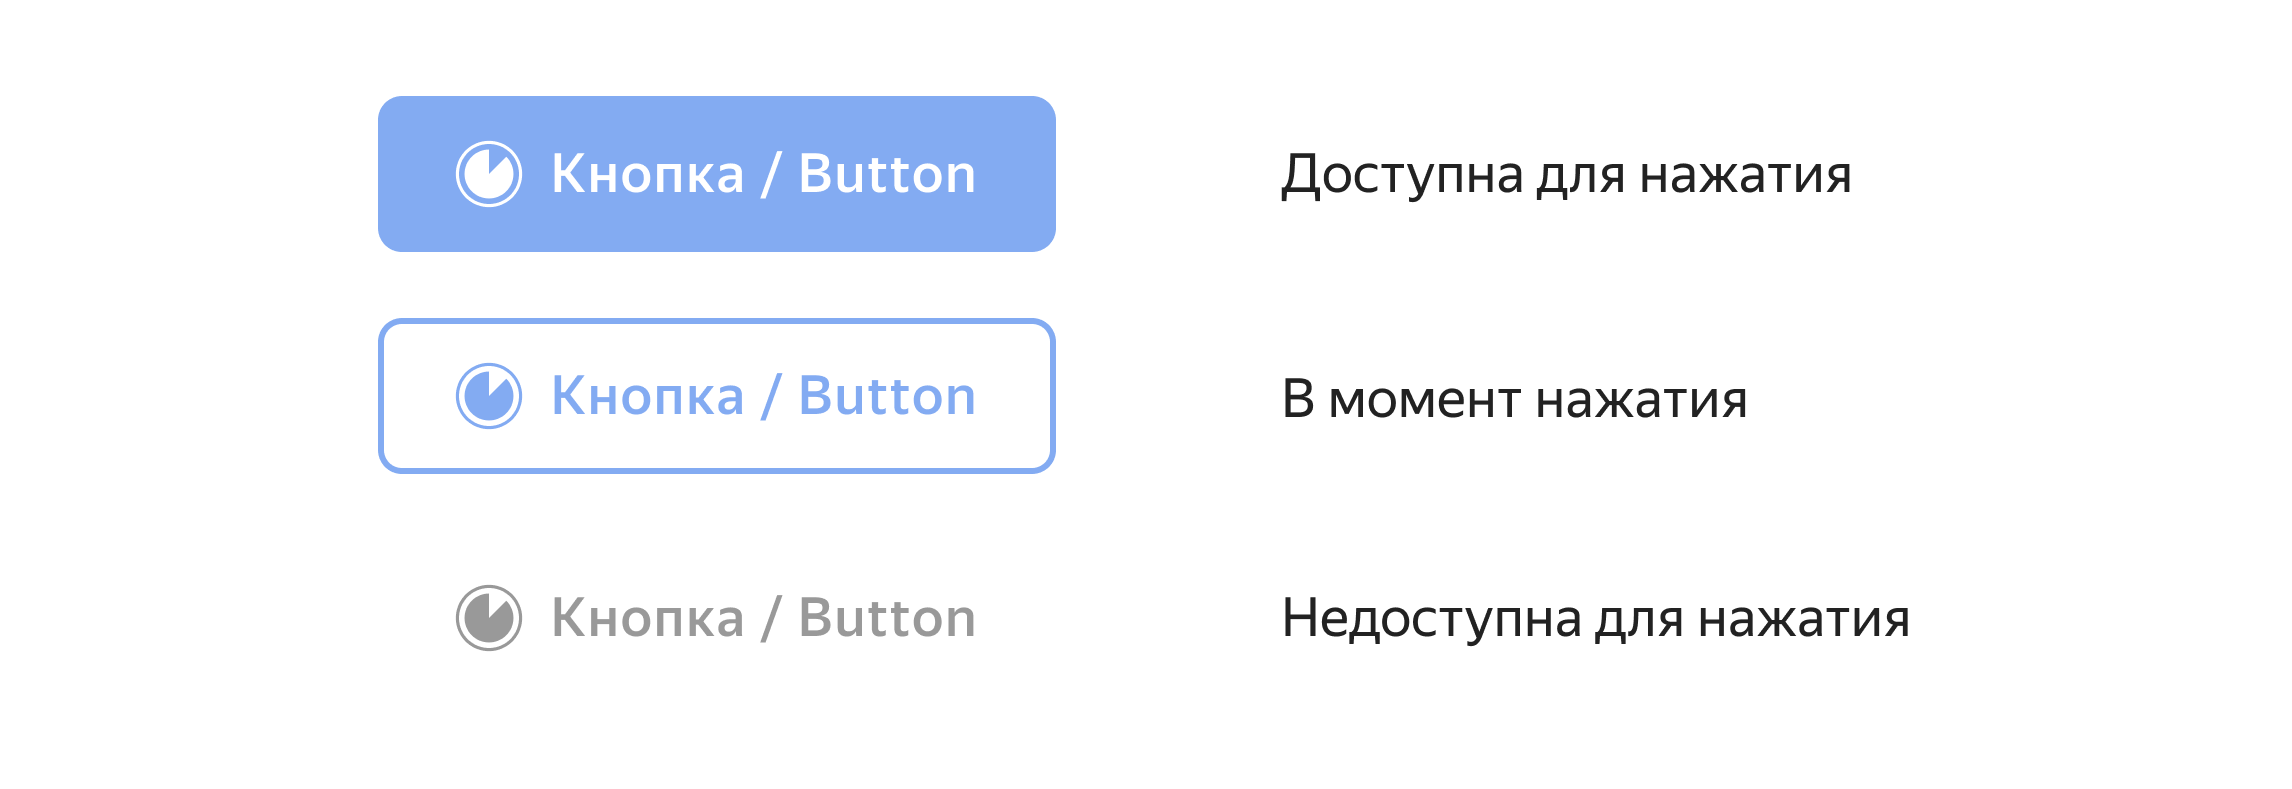 Кнопка / Button
Доступна для нажатия
Кнопка / Button
В момент нажатия
Кнопка / Button
Недоступна для нажатия